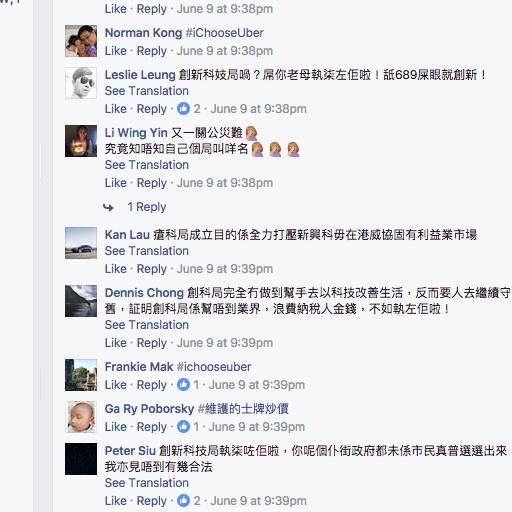 Like · Reply · June 9 at 9:38pm
Norman Kong #iChooseUber
Like · Reply · June 9 at 9:38pm
Leslie Leung 創新科妓局喎？屌你老母執柒左佢啦！舐689屎眼就創新！
See Translation
Like · Reply · 2 · June 9 at 9:38pm
Li Wing Yin 又一關公災難
究竟知唔知自己個局叫咩名
See Translation
Like · Reply · June 9 at 9:38pm
1 Reply
Kan Lau 瘡科局成立目的係全力打壓新興科毋在港威協固有利益業市場
See Translation
Like · Reply · June 9 at 9:39pm
Dennis Chong 創科局完全冇做到幫手去以科技改善生活，反而要人去繼續守
舊，証明創科局係幫唔到業界，浪費納稅人金錢，不如執左佢啦！
See Translation
Like · Reply · June 9 at 9:39pm
Frankie Mak #ichooseuber
Like · Reply · 1 · June 9 at 9:39pm
Ga Ry Poborsky #維護的士牌炒價
Like · Reply · 1 · June 9 at 9:39pm
Peter Siu 創新科技局執柒咗佢啦，你呢個仆街政府都未係市民真普選選出來
我亦見唔到有幾合法
See Translation
Like · Reply · 2 · June 9 at 9:39pm